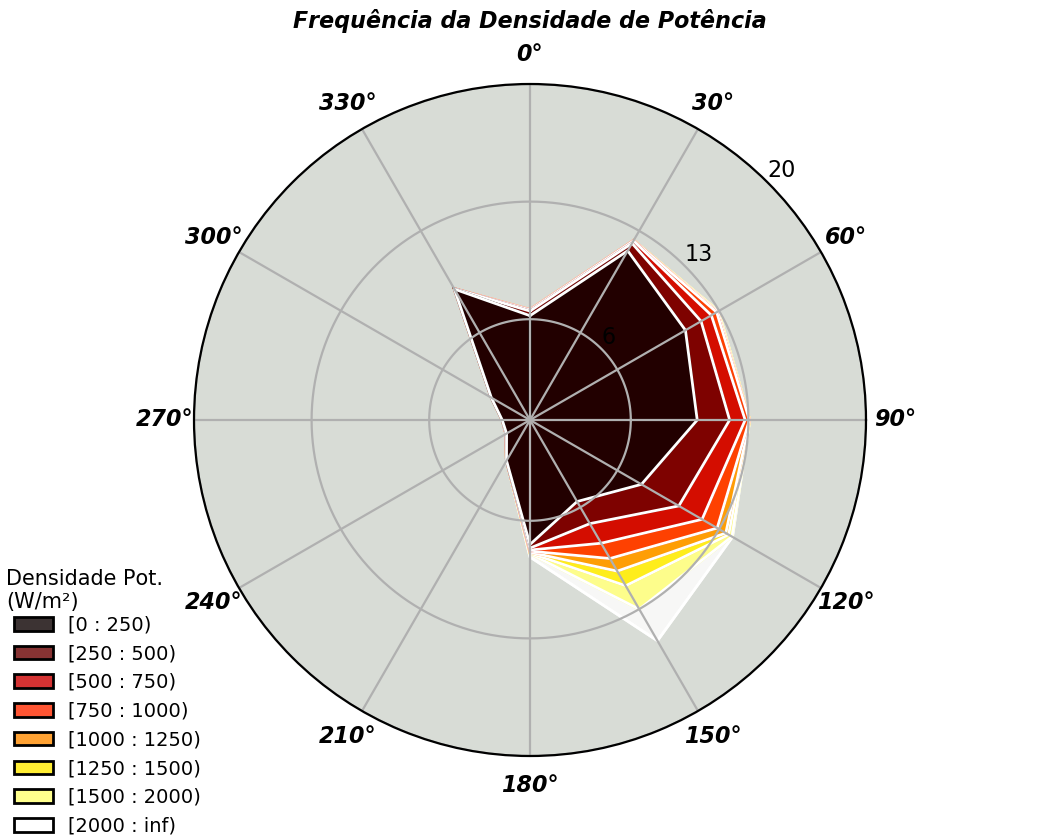 Frequência da Densidade de Potência
0°
330°
30°
20
300°
60°
13
6
270°
90°
240°
120°
210°
150°
180°
Densidade Pot.
(W/m²)
[0 : 250)
[250 : 500)
[500 : 750)
[750 : 1000)
[1000 : 1250)
[1250 : 1500)
[1500 : 2000)
[2000 : inf)